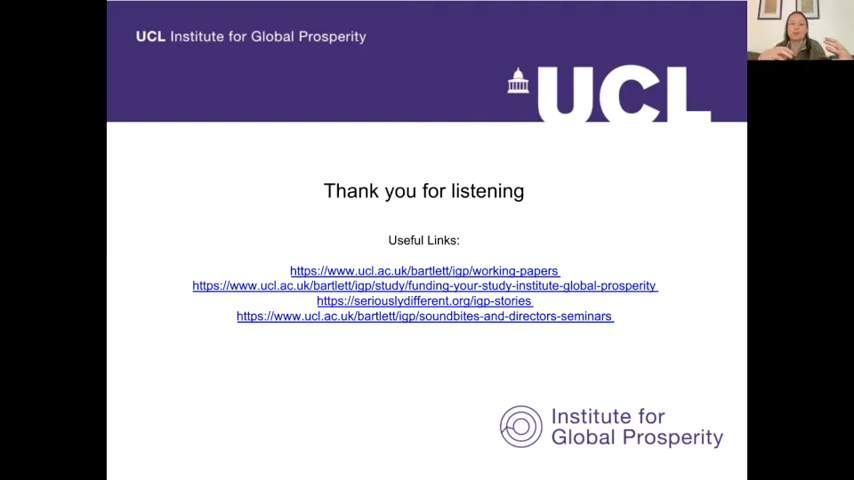 UCL Institute for Global Prosperity
UCL
Thank you for listening
Useful Links:
https://www.ucl.ac.uk/bartlett/igp/working-papers
https://www.ucl.ac.uk/bartlett/igp/study/funding-your-study-institute-global-prosperity
https://seriouslydifferent.org/igp-stories
https://www.ucl.ac.uk/bartlett/igp/soundbites-and-directors-seminars
Institute for
Global Prosperity